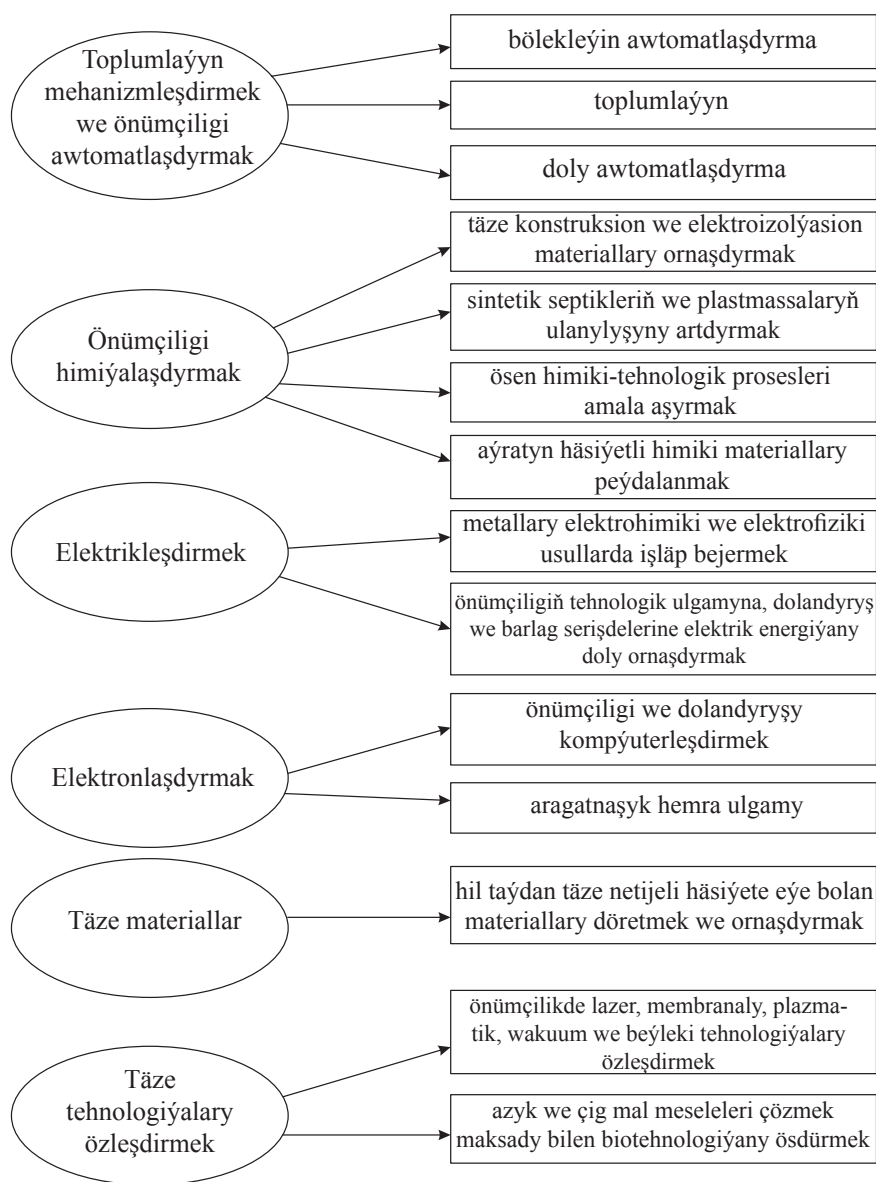 Toplumlaýyn
mehanizmleşdirmek
we önümçiligi
awtomatlaşdyrmak
bölekleýin awtomatlaşdyrma
toplumlaýyn
doly awtomatlaşdyrma
Önümçiligi
himiýalaşdyrmak
täze konstruksion we elektroizolýasion
materiallary ornaşdyrmak
sintetik septikleriň we plastmassalaryň
ulanylyşyny artdyrmak
ösen himiki-tehnologik prosesleri
amala aşyrmak
aýratyn häsiýetli himiki materiallary
peýdalanmak
Elektrikleşdirmek
metallary elektrohimiki we elektrofiziki
usullarda işläp bejermek
önümçiligiň tehnologik ulgamyna, dolandyryş
we barlag serişdelerine elektrik energiýany
doly ornaşdyrmak
Elektronlaşdyrmak
önümçiligi we dolandyryşy
kompýuterleşdirmek
aragatnaşyk hemra ulgamy
Täze materiallar
hil taýdan täze netijeli häsiýete eýe bolan
materiallary döretmek we ornaşdyrmak
Täze
tehnologiýalary
özleşdirmek
önümçilikde lazer, membranaly, plazma-
tik, wakuum we beýleki tehnologiýalary
özleşdirmek
azyk we çig mal meseleleri çözmek
maksady bilen biotehnologiýany ösdürmek